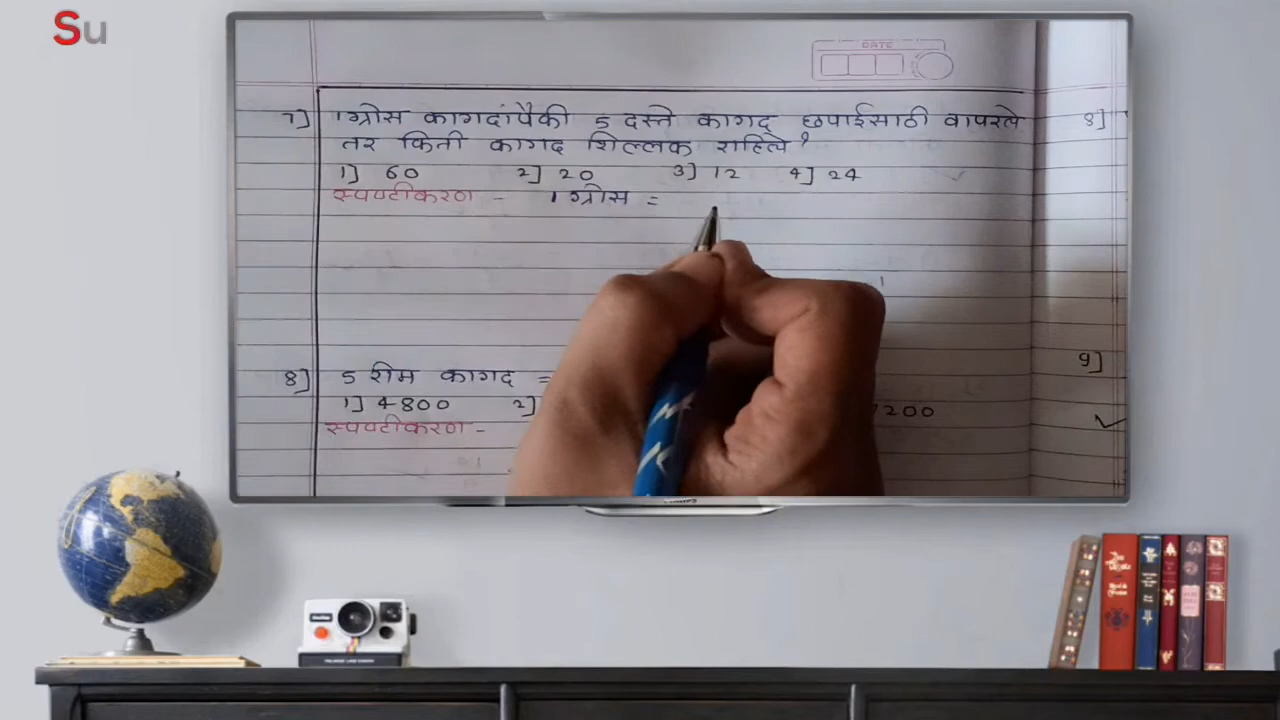 Su
DATE
7] 1 ग्रोस कागदांपैकी 5 दस्ते कागद छपाईसाठी वापरले
तर किती कागद शिल्लक राहिले?
1] 60 2] 20 3] 12 4] 24
स्पष्टीकरण - 1 ग्रोस =
8] 5 रीम कागद =
1] 4800 2] 7200
स्पष्टीकरण -
8]
9]